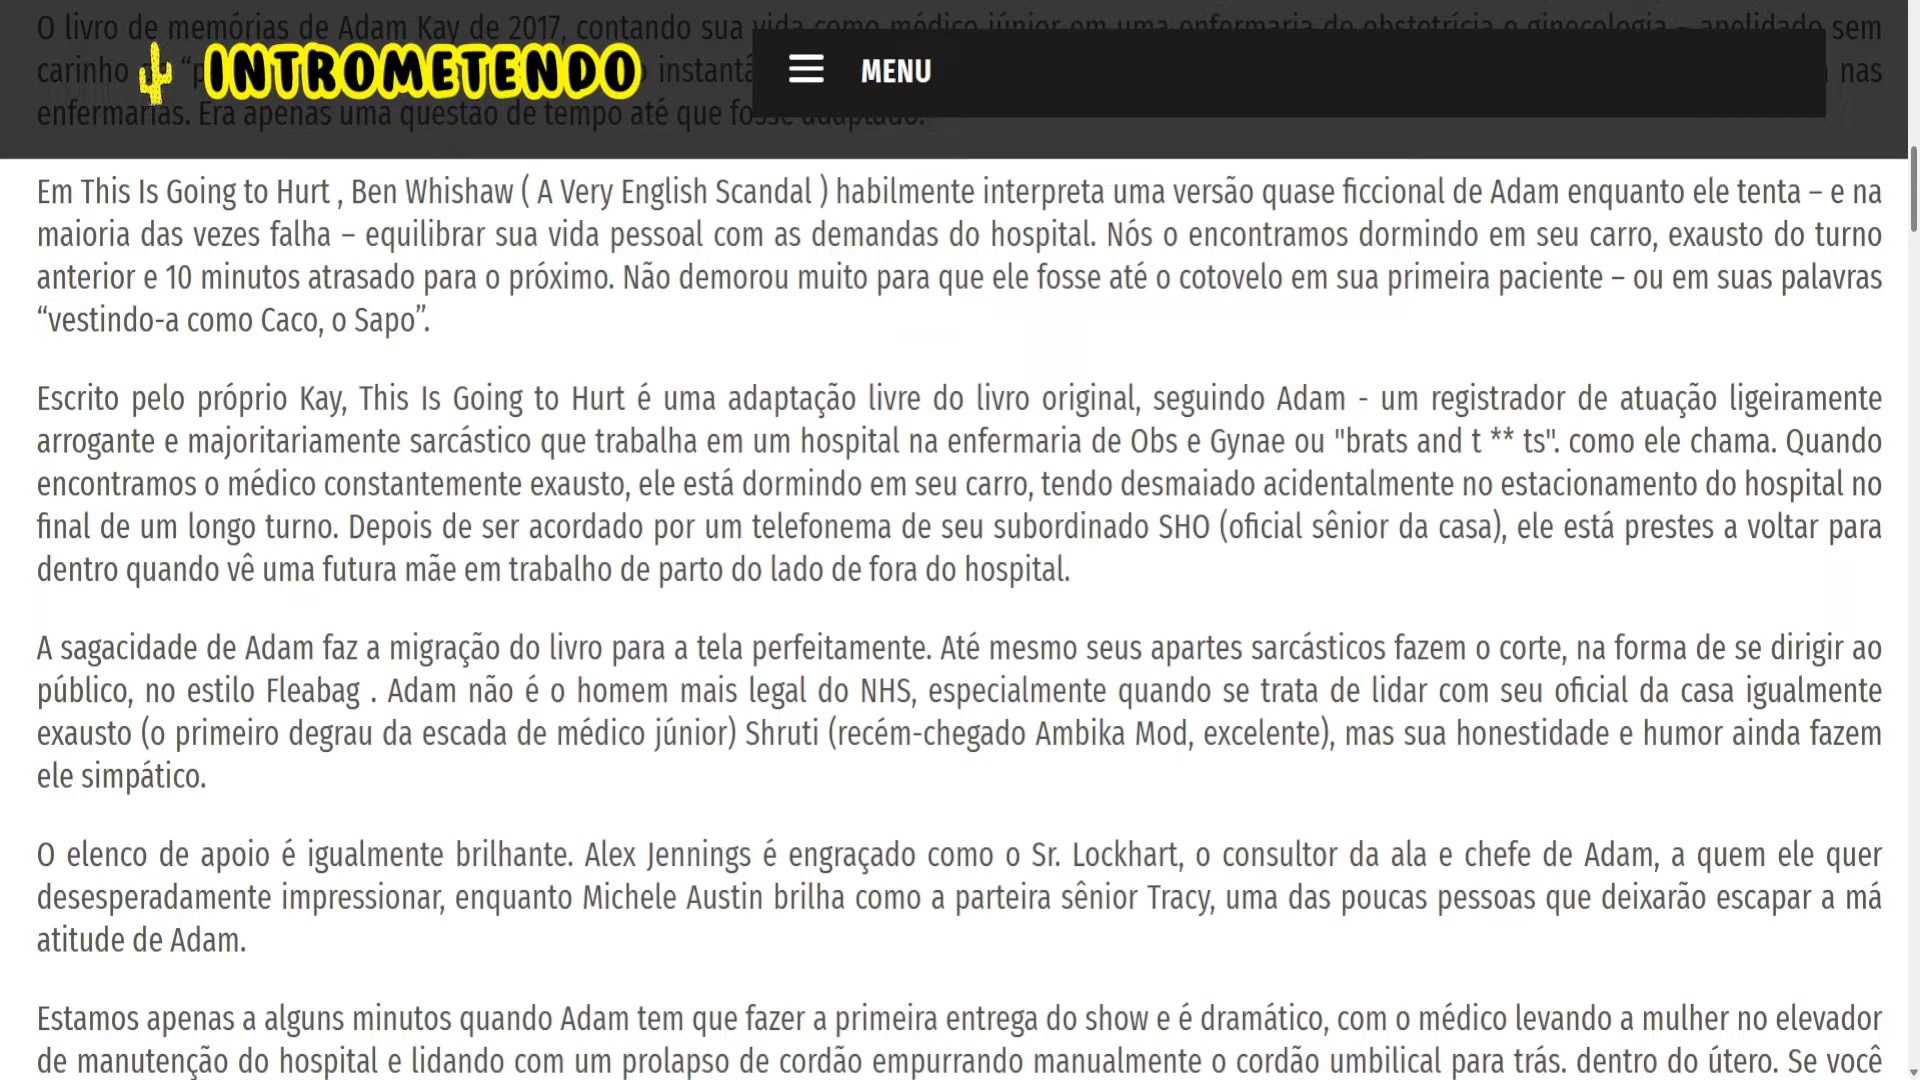 O livro de memórias de Adam Kay de 2017, contando sua vida como médico júnior em uma enfermaria de obstetrícia e ginecologia – apelidado sem
carinho
INTROMETENDO
MENU
nas
enfermarias. Era apenas uma questão de tempo até que fosse adaptado.
Em This Is Going to Hurt , Ben Whishaw ( A Very English Scandal ) habilmente interpreta uma versão quase ficcional de Adam enquanto ele tenta – e na
maioria das vezes falha – equilibrar sua vida pessoal com as demandas do hospital. Nós o encontramos dormindo em seu carro, exausto do turno
anterior e 10 minutos atrasado para o próximo. Não demorou muito para que ele fosse até o cotovelo em sua primeira paciente – ou em suas palavras
“vestindo-a como Caco, o Sapo”.
Escrito pelo próprio Kay, This Is Going to Hurt é uma adaptação livre do livro original, seguindo Adam - um registrador de atuação ligeiramente
arrogante e majoritariamente sarcástico que trabalha em um hospital na enfermaria de Obs e Gynae ou "brats and t ** ts". como ele chama. Quando
encontramos o médico constantemente exausto, ele está dormindo em seu carro, tendo desmaiado acidentalmente no estacionamento do hospital no
final de um longo turno. Depois de ser acordado por um telefonema de seu subordinado SHO (oficial sênior da casa), ele está prestes a voltar para
dentro quando vê uma futura mãe em trabalho de parto do lado de fora do hospital.
A sagacidade de Adam faz a migração do livro para a tela perfeitamente. Até mesmo seus apartes sarcásticos fazem o corte, na forma de se dirigir ao
público, no estilo Fleabag . Adam não é o homem mais legal do NHS, especialmente quando se trata de lidar com seu oficial da casa igualmente
exausto (o primeiro degrau da escada de médico júnior) Shruti (recém-chegado Ambika Mod, excelente), mas sua honestidade e humor ainda fazem
ele simpático.
O elenco de apoio é igualmente brilhante. Alex Jennings é engraçado como o Sr. Lockhart, o consultor da ala e chefe de Adam, a quem ele quer
desesperadamente impressionar, enquanto Michele Austin brilha como a parteira sênior Tracy, uma das poucas pessoas que deixarão escapar a má
atitude de Adam.
Estamos apenas a alguns minutos quando Adam tem que fazer a primeira entrega do show e é dramático, com o médico levando a mulher no elevador
de manutenção do hospital e lidando com um prolapso de cordão empurrando manualmente o cordão umbilical para trás. dentro do útero. Se você